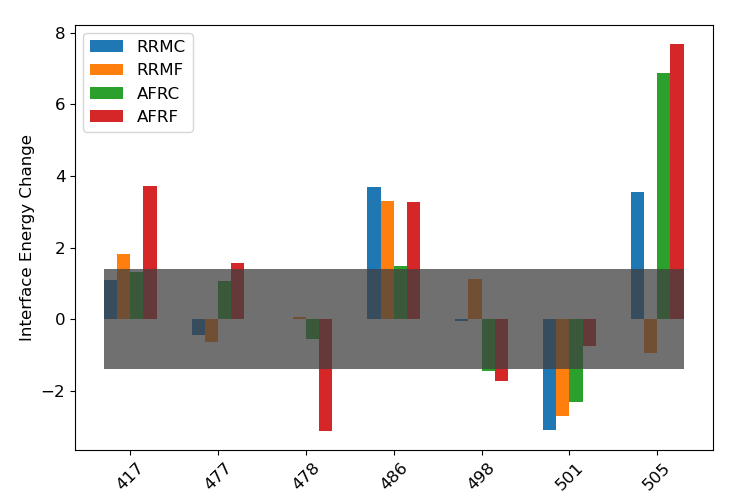 8
6
4
2
0
−2
Interface Energy Change
RRMC
RRMF
AFRC
AFRF
417
477
478
486
498
501
505